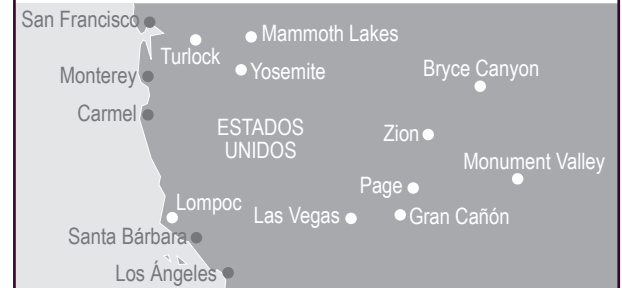 San Francisco
Mammoth Lakes
Turlock
Yosemite
Monterey
Bryce Canyon
Carmel
ESTADOS
UNIDOS
Zion
Monument Valley
Page
Lompoc
Las Vegas
Gran Cañón
Santa Bárbara
Los Ángeles